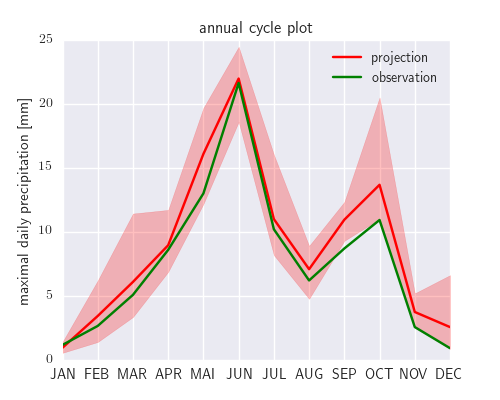 annual cycle plot
projection
observation
maximal daily precipitation [mm]
25
20
15
10
5
0
JAN FEB MAR APR MAI JUN JUL AUG SEP OCT NOV DEC